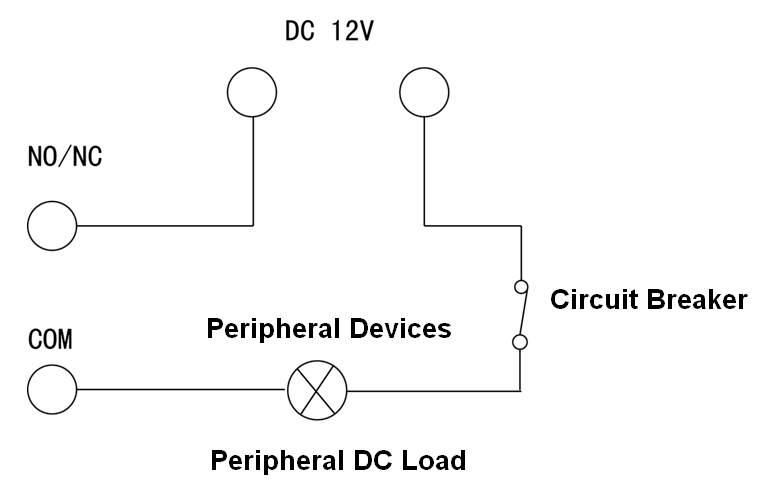 DC 12V
NO/NC
Circuit Breaker
Peripheral Devices
COM
Peripheral DC Load